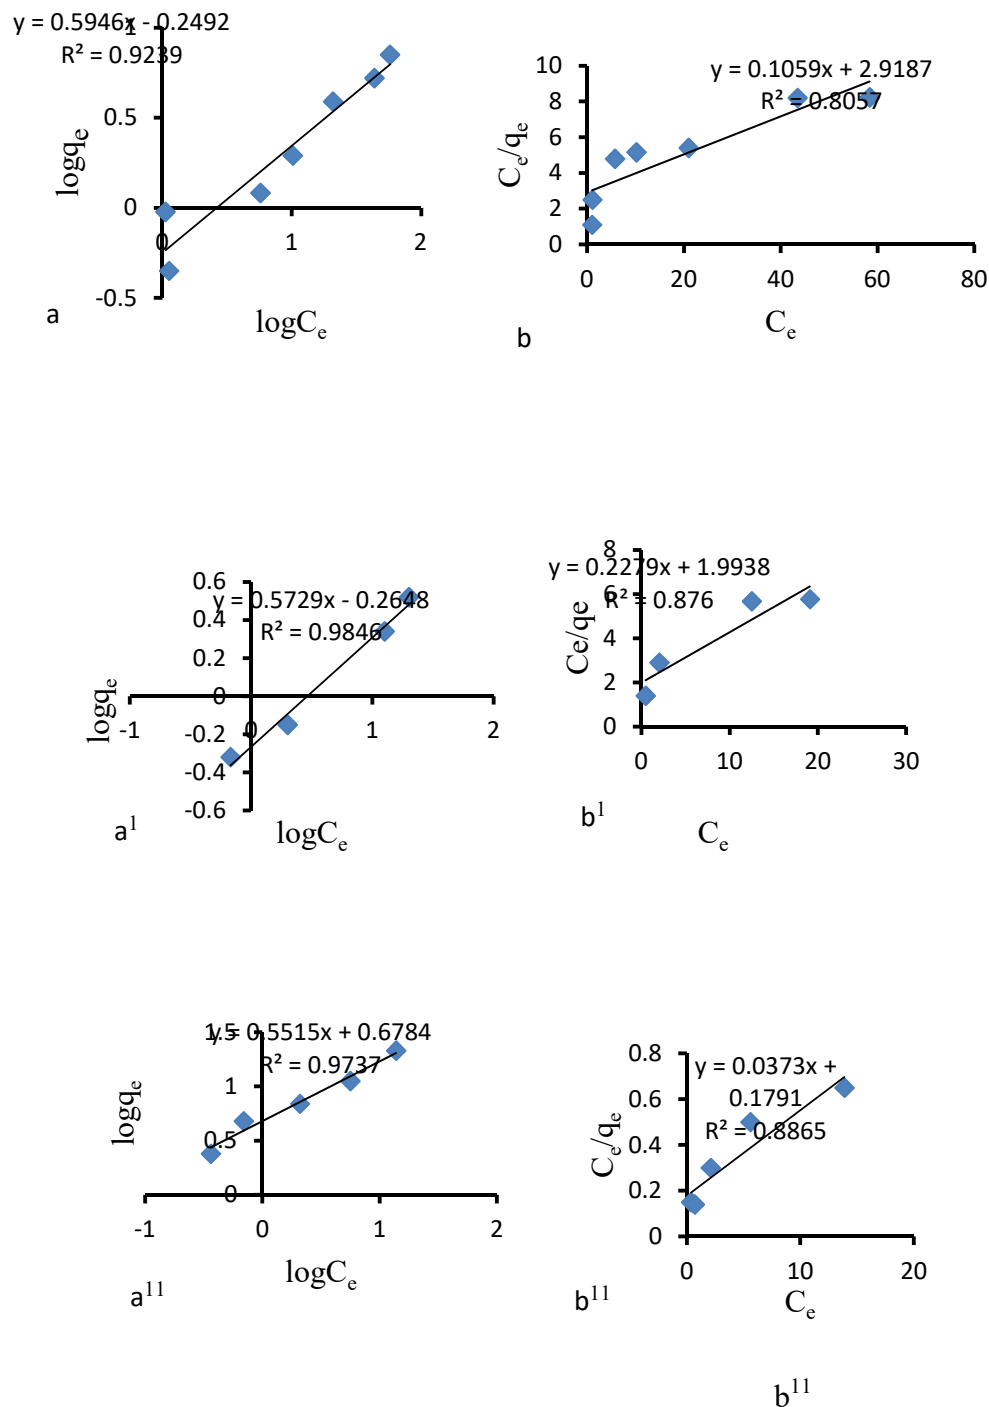 y = 0.5946x - 0.2492
R² = 0.9239
1
0.5
0
-0.5
0
1
2
logqe
logCe
a
y = 0.1059x + 2.9187
R² = 0.8057
10
8
6
4
2
0
0
20
40
60
80
Ce/qe
Ce
b
y = 0.5729x - 0.2648
R² = 0.9846
0.6
0.4
0.2
0
-0.2
-0.4
-0.6
-1
0
1
2
logqe
logCe
a¹
y = 0.2279x + 1.9938
R² = 0.876
8
6
4
2
0
0
10
20
30
Ce/qe
Ce
b¹
y = 0.5515x + 0.6784
R² = 0.9737
1.5
1
0.5
0
-1
0
1
2
logqe
logCe
a¹¹
y = 0.0373x +
0.1791
R² = 0.8865
0.8
0.6
0.4
0.2
0
0
10
20
Ce/qe
Ce
b¹¹
b¹¹